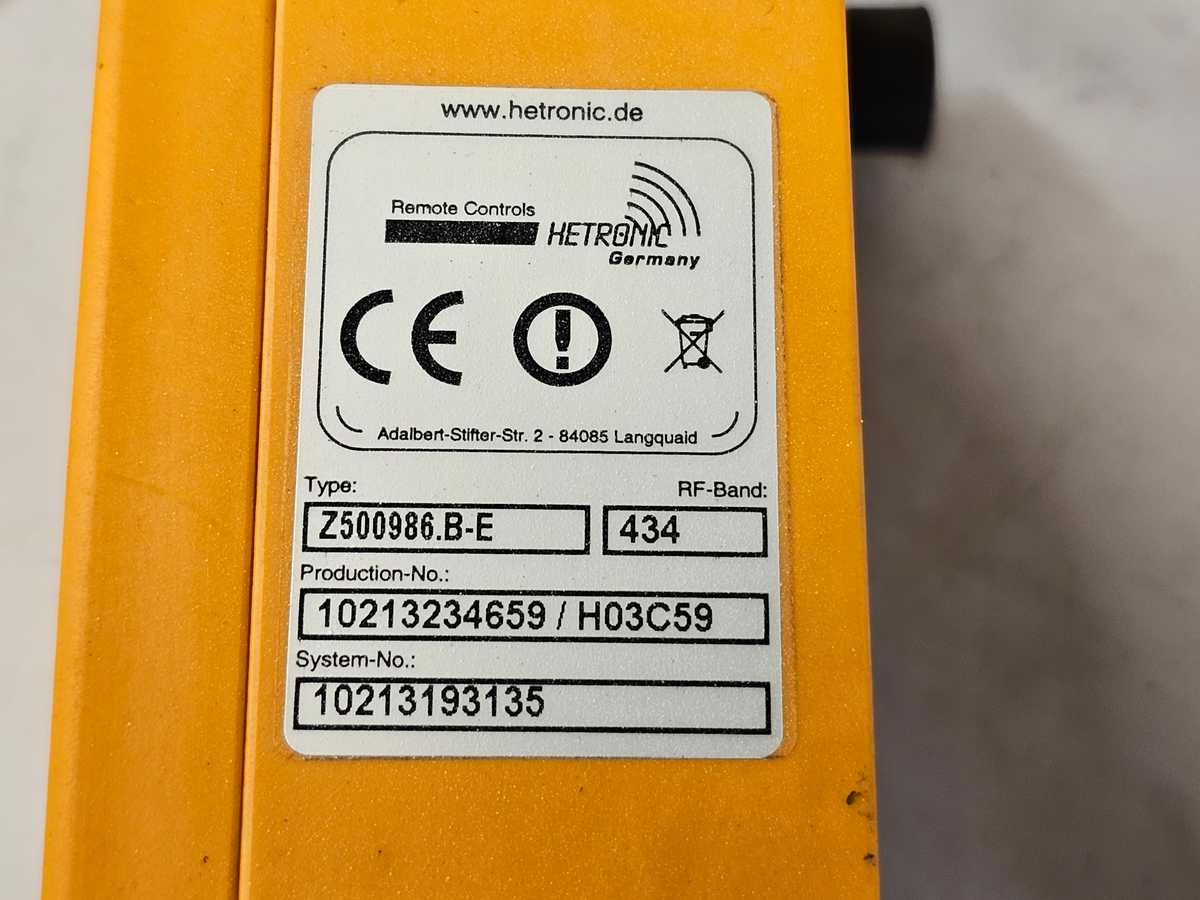 www.hetronic.de
Remote Controls
HETRONIC
Germany
CE
Adalbert-Stifter-Str. 2 - 84085 Langquaid
Type: RF-Band:
Z500986.B-E 434
Production-No.:
10213234659 / H03C59
System-No.:
10213193135